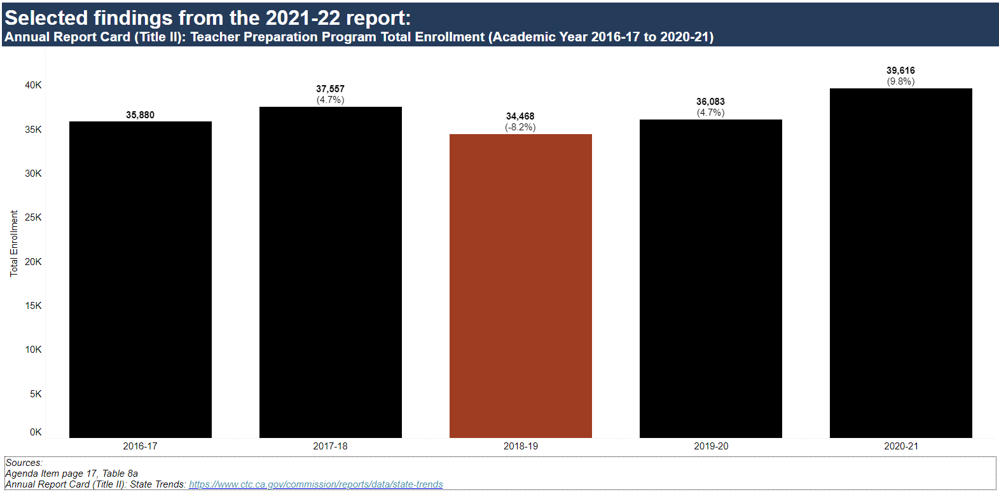 Selected findings from the 2021-22 report:
Annual Report Card (Title II): Teacher Preparation Program Total Enrollment (Academic Year 2016-17 to 2020-21)
Total Enrollment
40K
35K
30K
25K
20K
15K
10K
5K
0K
35,880
37,557
(4.7%)
34,468
(-8.2%)
36,083
(4.7%)
39,616
(9.8%)
2016-17
2017-18
2018-19
2019-20
2020-21
Sources:
Agenda Item page 17, Table 8a
Annual Report Card (Title II): State Trends: https://www.ctc.ca.gov/commission/reports/data/state-trends